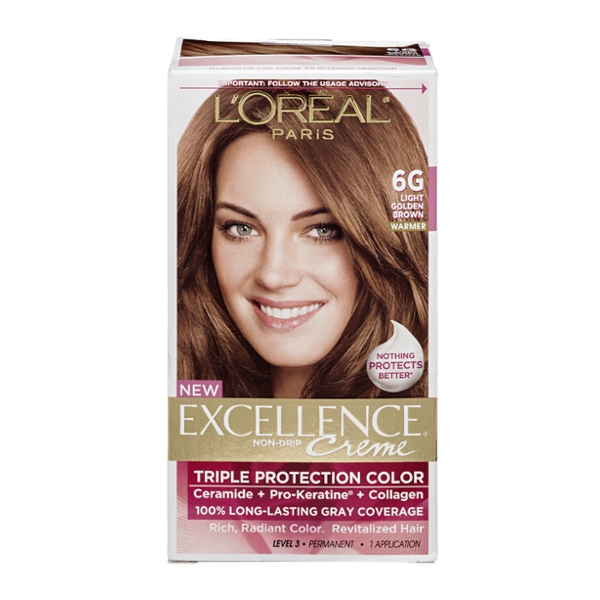 IMPORTANT: FOLLOW THE USAGE ADVISORY
L'ORÉAL®
PARIS
6G
LIGHT
GOLDEN
BROWN
WARMER
NOTHING
PROTECTS
BETTER*
NEW
EXCELLENCE®
NON-DRIP Creme
TRIPLE PROTECTION COLOR
Ceramide + Pro-Keratine® + Collagen
100% LONG-LASTING GRAY COVERAGE
Rich, Radiant Color. Revitalized Hair
LEVEL 3 • PERMANENT • 1 APPLICATION